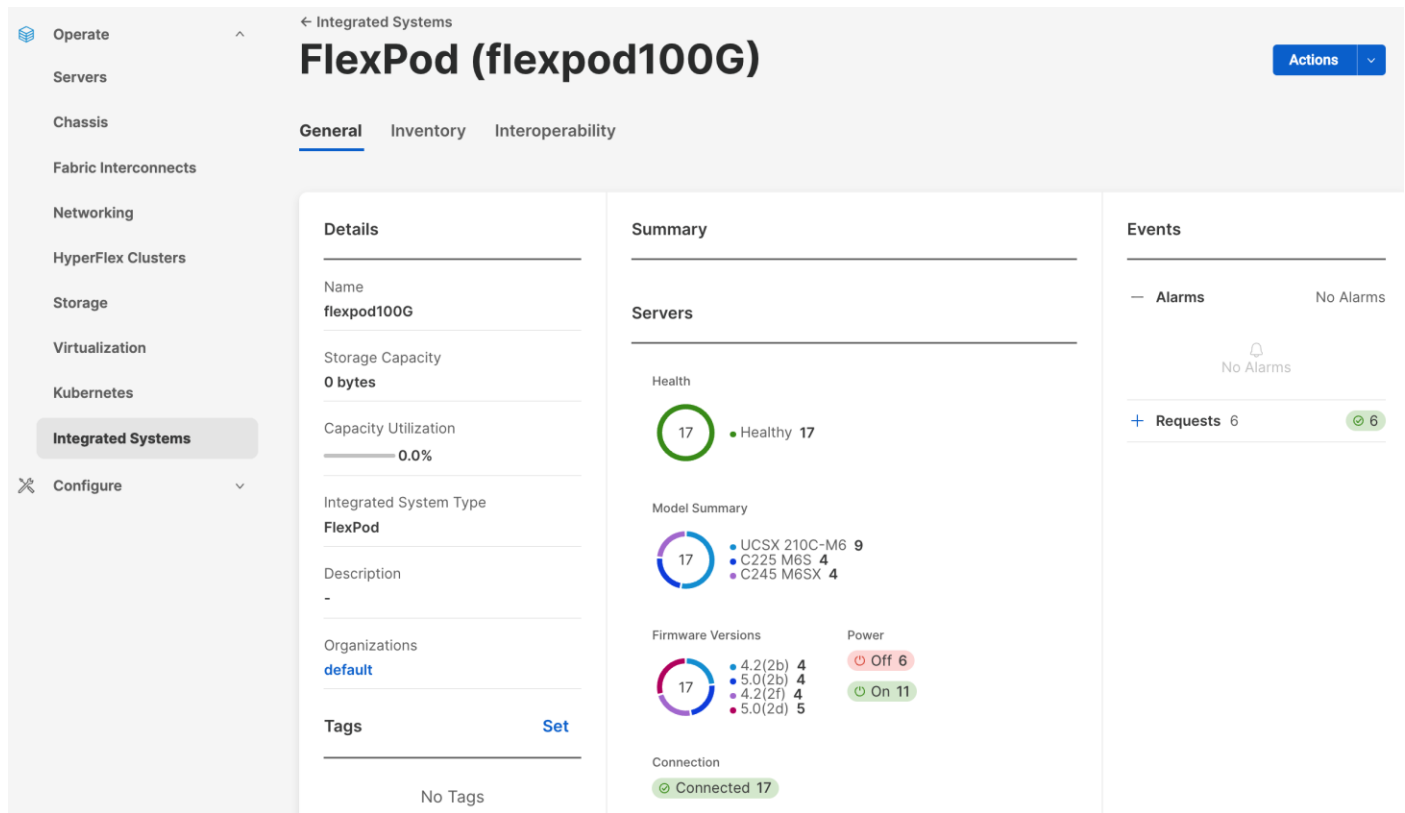 Operate
Servers
Chassis
Fabric Interconnects
Networking
HyperFlex Clusters
Storage
Virtualization
Kubernetes
Integrated Systems
Configure
← Integrated Systems
FlexPod (flexpod100G)
Actions
General Inventory Interoperability
Details
Name
flexpod100G
Storage Capacity
0 bytes
Capacity Utilization
0.0%
Integrated System Type
FlexPod
Description
-
Organizations
default
Tags Set
No Tags
Summary
Servers
Health
17
Healthy 17
Model Summary
17
UCSX 210C-M6 9
C225 M6S 4
C245 M6SX 4
Firmware Versions
17
4.2(2b) 4
5.0(2b) 4
4.2(2f) 4
5.0(2d) 5
Power
Off 6
On 11
Connection
Connected 17
Events
Alarms No Alarms
No Alarms
Requests 6 6